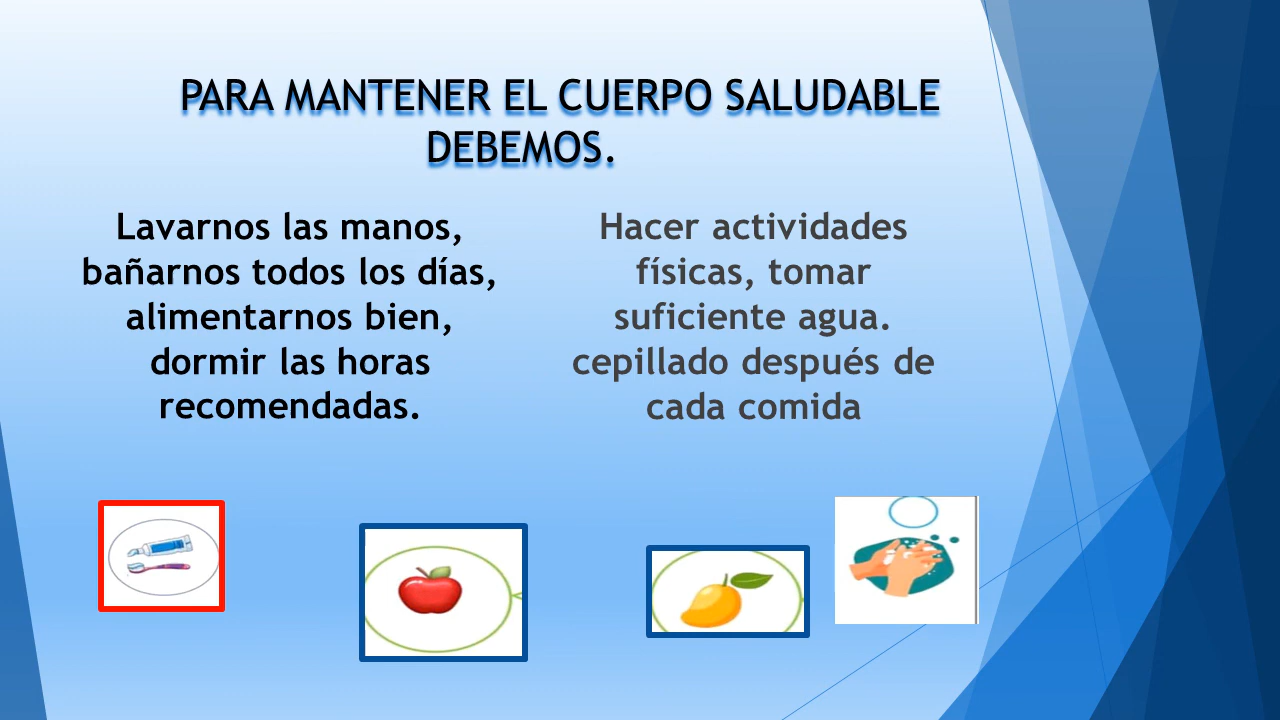 PARA MANTENER EL CUERPO SALUDABLE
DEBEMOS.
Lavarnos las manos,
bañarnos todos los días,
alimentarnos bien,
dormir las horas
recomendadas.
Hacer actividades
físicas, tomar
suficiente agua.
cepillado después de
cada comida